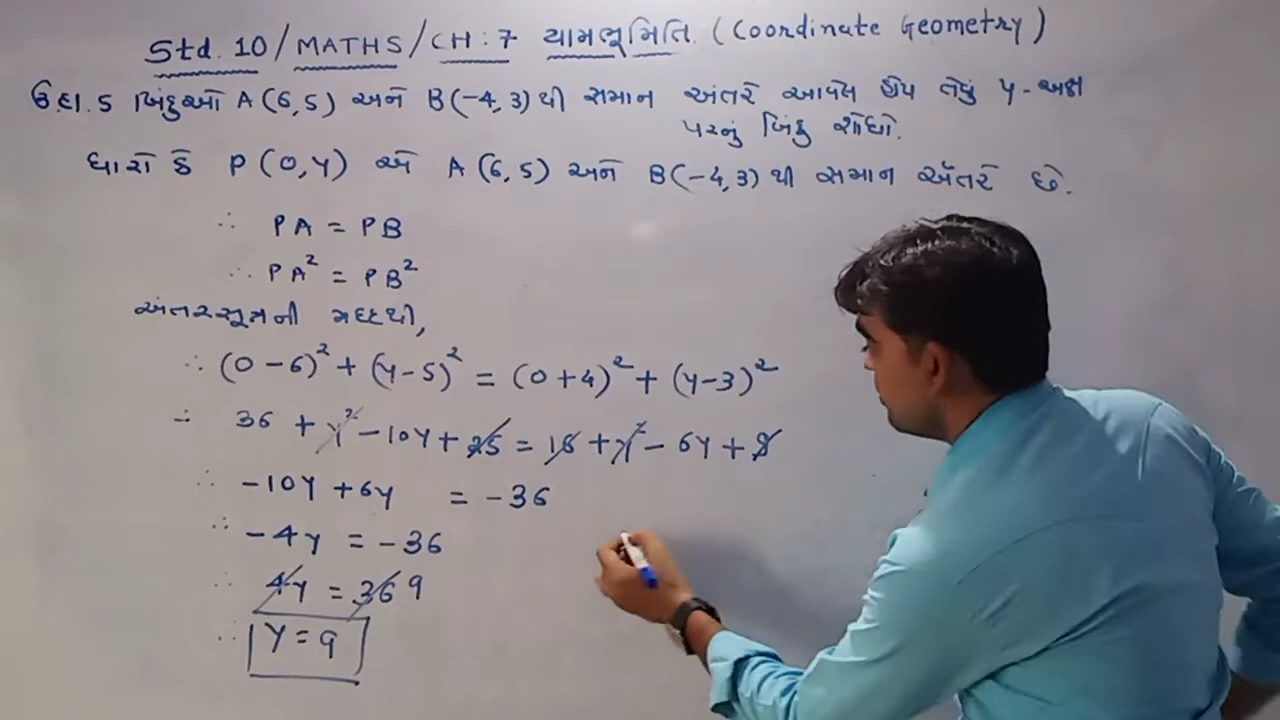 Std. 10/MATHS/CH:7 યામભૂમિતિ. (Coordinate Geometry)
ઉદા.5 બિંદુઓ A(6,5) અને B(-4,3)થી સમાન અંતરે આવેલ હોય તેવું y-અક્ષ
પરનું બિંદુ શોધો.
ધારો કે P(0,y) એ A(6,5) અને B(-4,3)થી સમાન અંતરે છે.
∴ PA = PB
∴ PA² = PB²
અંતરસૂત્રની મદદથી,
∴ (0-6)² + (y-5)² = (0+4)² + (y-3)²
∴ 36 + y² - 10y + 25 = 16 + y² - 6y + 9
∴ -10y + 6y = -36
∴ -4y = -36
∴ 4y = 36 9
∴ y = 9